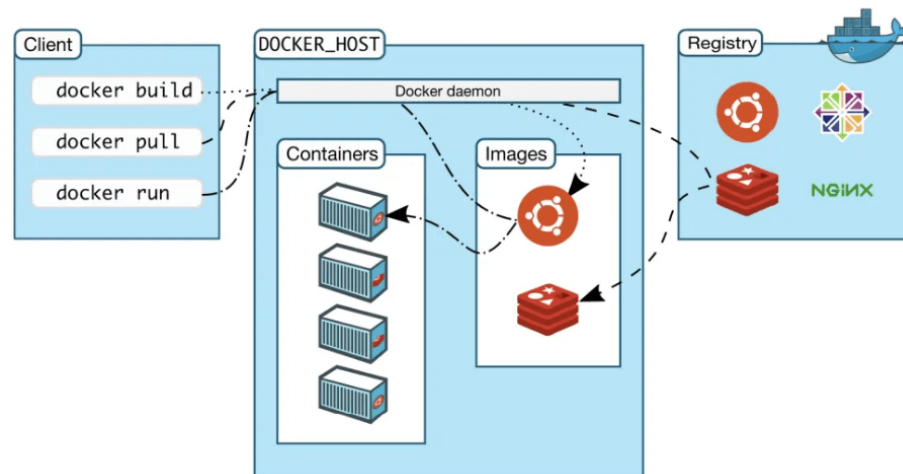 Client
docker build
docker pull
docker run
DOCKER_HOST
Docker daemon
Containers
Images
Registry
NGINX